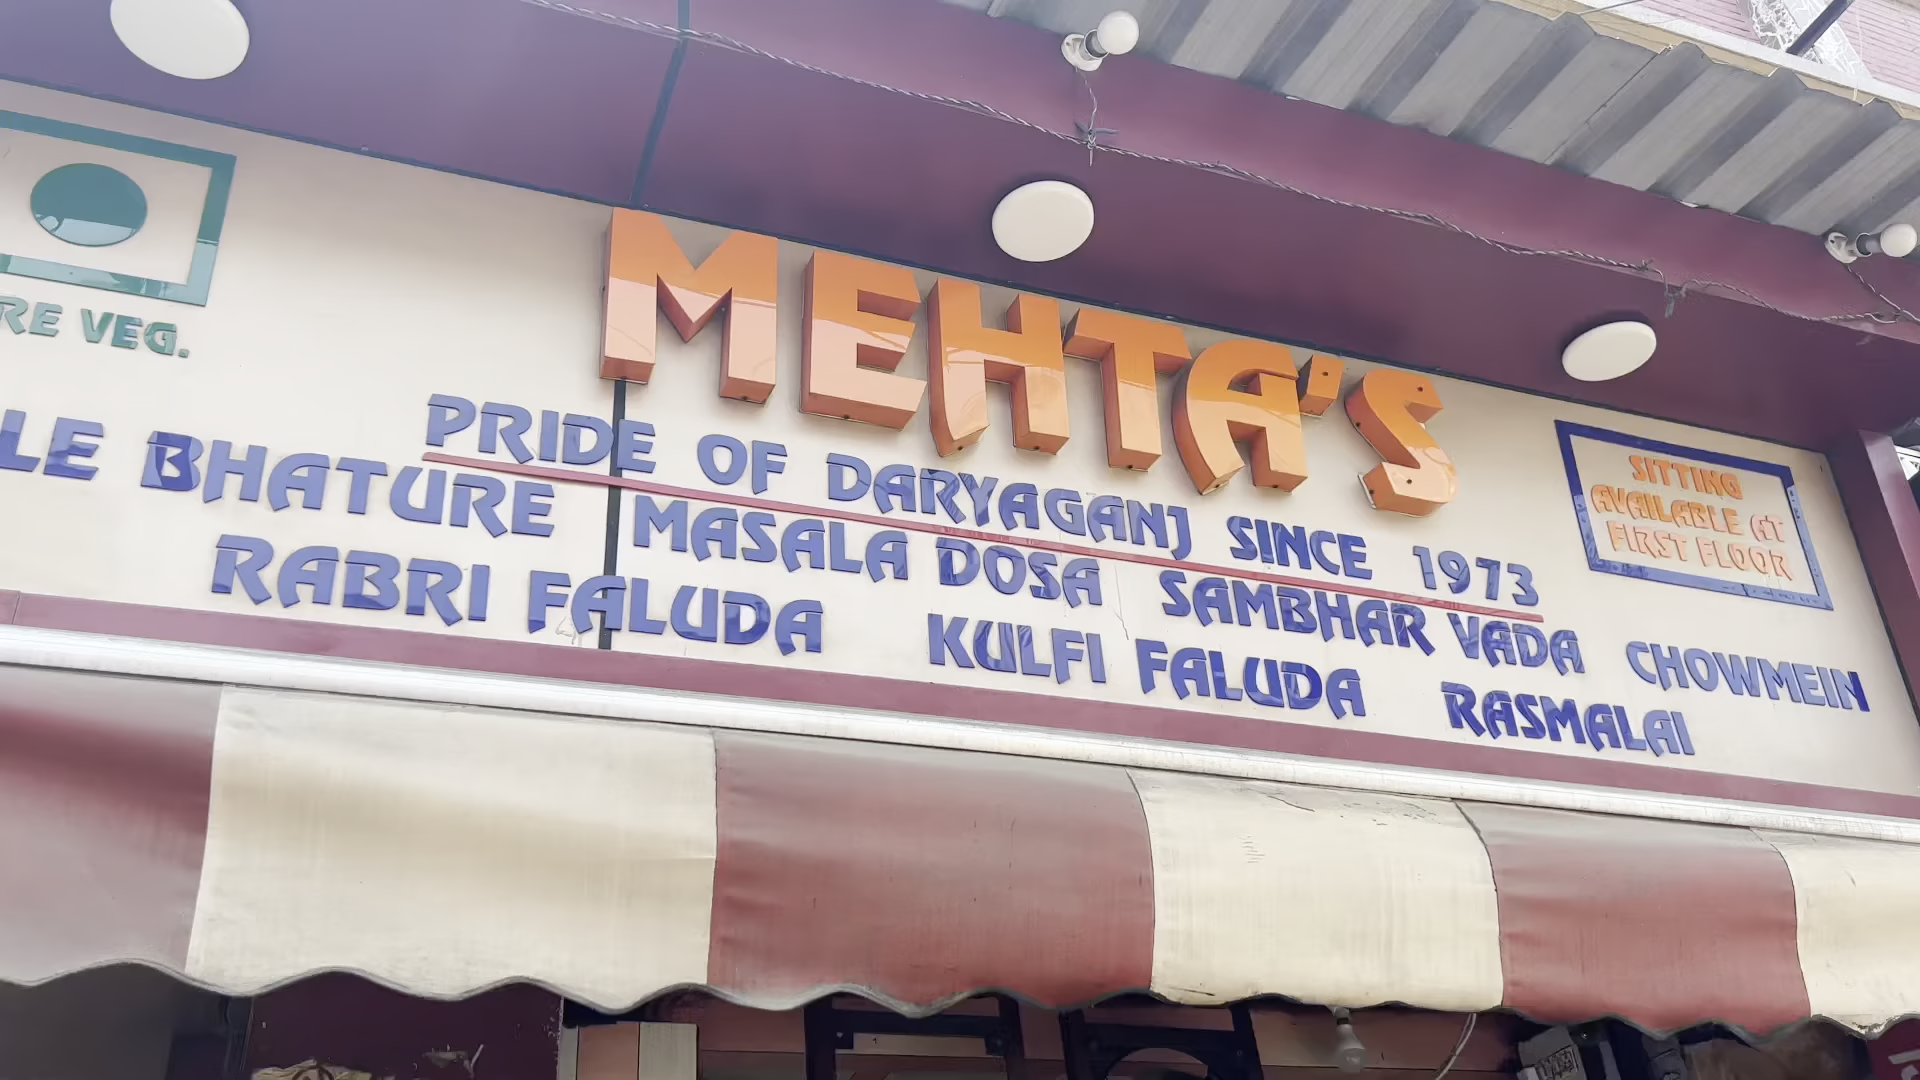 RE VEG.
MEHTA'S
PRIDE OF DARYAGANJ SINCE 1973
LE BHATURE MASALA DOSA SAMBHAR VADA CHOWMEIN
RABRI FALUDA KULFI FALUDA RASMALAI
SITTING
AVAILABLE AT
FIRST FLOOR